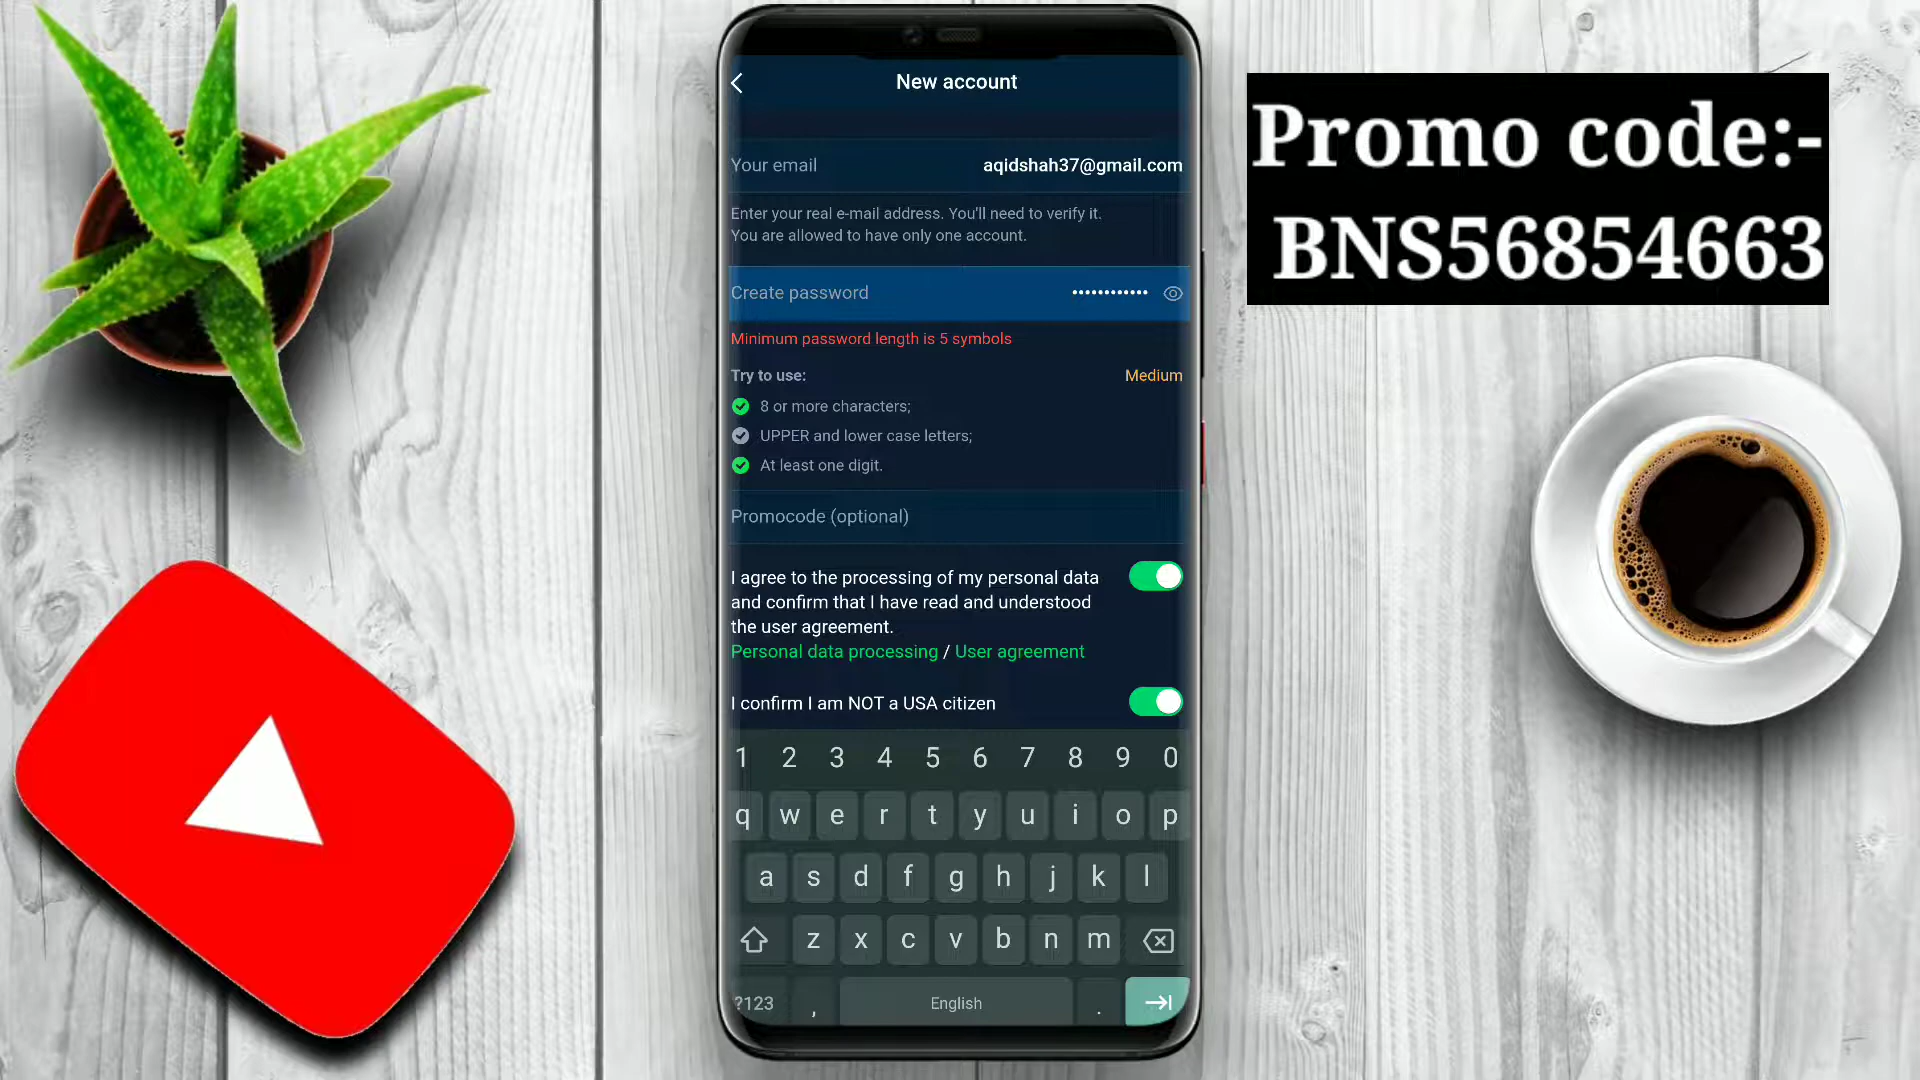 New account
Your email aqidshah37@gmail.com
Enter your real e-mail address. You'll need to verify it.
You are allowed to have only one account.
Create password ••••••••••••
Minimum password length is 5 symbols
Try to use: Medium
8 or more characters;
UPPER and lower case letters;
At least one digit.
Promocode (optional)
I agree to the processing of my personal data
and confirm that I have read and understood
the user agreement.
Personal data processing / User agreement
I confirm I am NOT a USA citizen
1 2 3 4 5 6 7 8 9 0
q w e r t y u i o p
a s d f g h j k l
z x c v b n m
?123 , English .
Promo code:-
BNS56854663